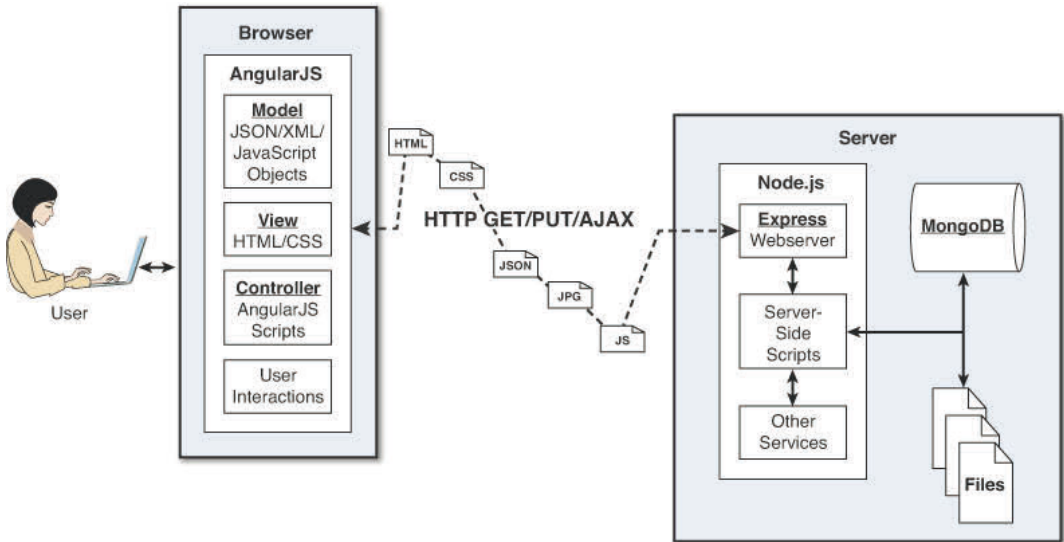 Browser
AngularJS
Model
JSON/XML/
JavaScript
Objects
View
HTML/CSS
Controller
AngularJS
Scripts
User
Interactions
User
HTML
CSS
HTTP GET/PUT/AJAX
JSON
JPG
JS
Server
Node.js
Express
Webserver
Server-
Side
Scripts
Other
Services
MongoDB
Files